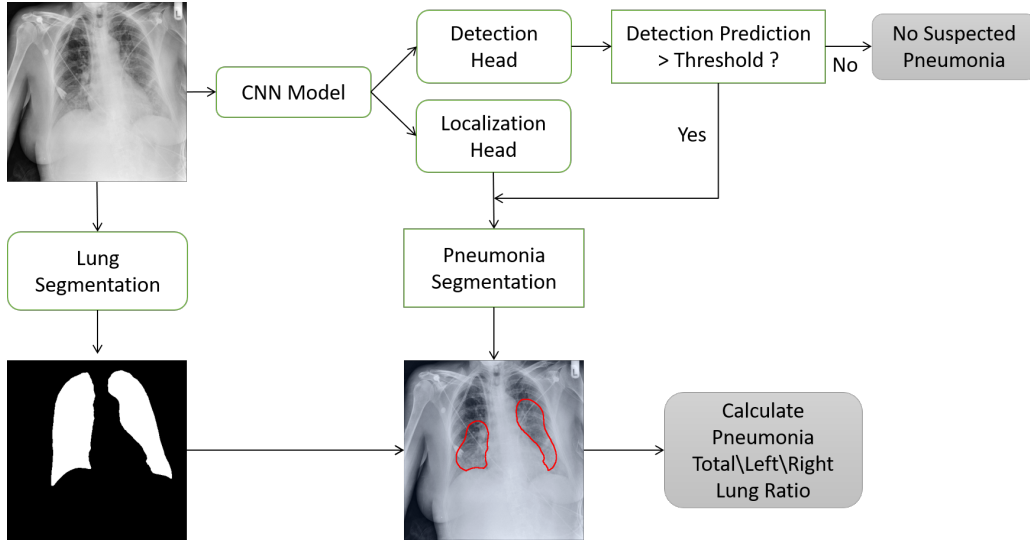 L
CNN Model
Detection
Head
Localization
Head
Detection Prediction
> Threshold ?
No
No Suspected
Pneumonia
Yes
Lung
Segmentation
Pneumonia
Segmentation
L
Calculate
Pneumonia
Total\Left\Right
Lung Ratio